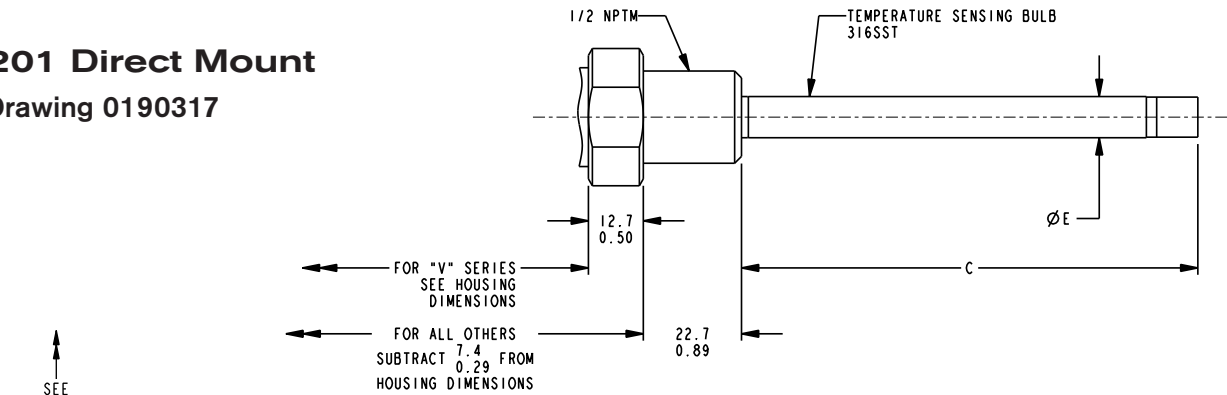 201 Direct Mount
Drawing 0190317
1/2 NPTM
TEMPERATURE SENSING BULB
316SST
ØE
12.7
0.50
FOR "V" SERIES
SEE HOUSING
DIMENSIONS
C
FOR ALL OTHERS
SUBTRACT 7.4 FROM
0.29
HOUSING DIMENSIONS
22.7
0.89
SEE